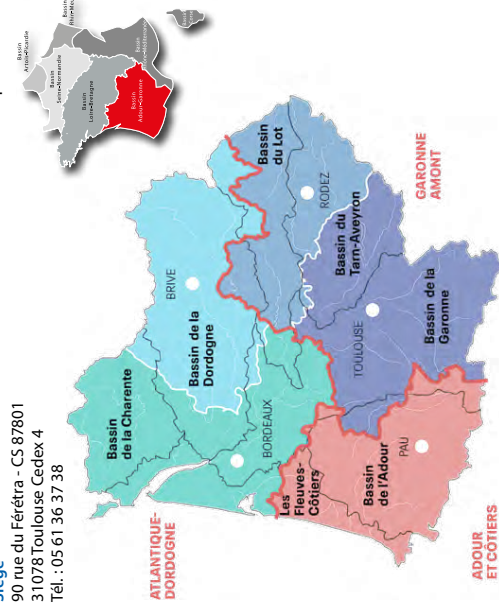 Siège
90 rue du Férétra - CS 87801
31078 Toulouse Cedex 4
Tél. : 05 61 36 37 38
Bassin
Artois-Picardie
Bassin
Seine-Normandie
Bassin
Loire-Bretagne
Bassin
Adour-Garonne
ATLANTIQUE-
DORDOGNE
Bassin
de la Charente
BORDEAUX
Bassin de la
Dordogne
BRIVE
Bassin
du Lot
RODEZ
Bassin du
Tarn-Aveyron
GARONNE
AMONT
TOULOUSE
Bassin de la
Garonne
Les
Fleuves-
Côtiers
Bassin
de l'Adour
PAU
ADOUR
ET CÔTIERS